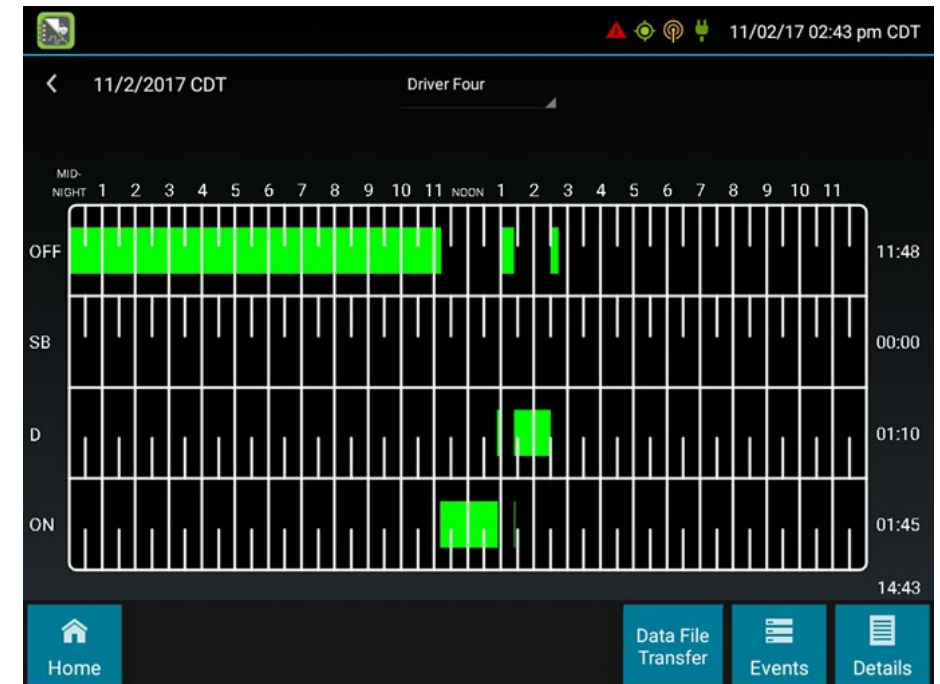 11/02/17 02:43 pm CDT
11/2/2017 CDT Driver Four
MID-
NIGHT 1 2 3 4 5 6 7 8 9 10 11 NOON 1 2 3 4 5 6 7 8 9 10 11
OFF 11:48
SB 00:00
D 01:10
ON 01:45
14:43
Home
Data File
Transfer
Events
Details